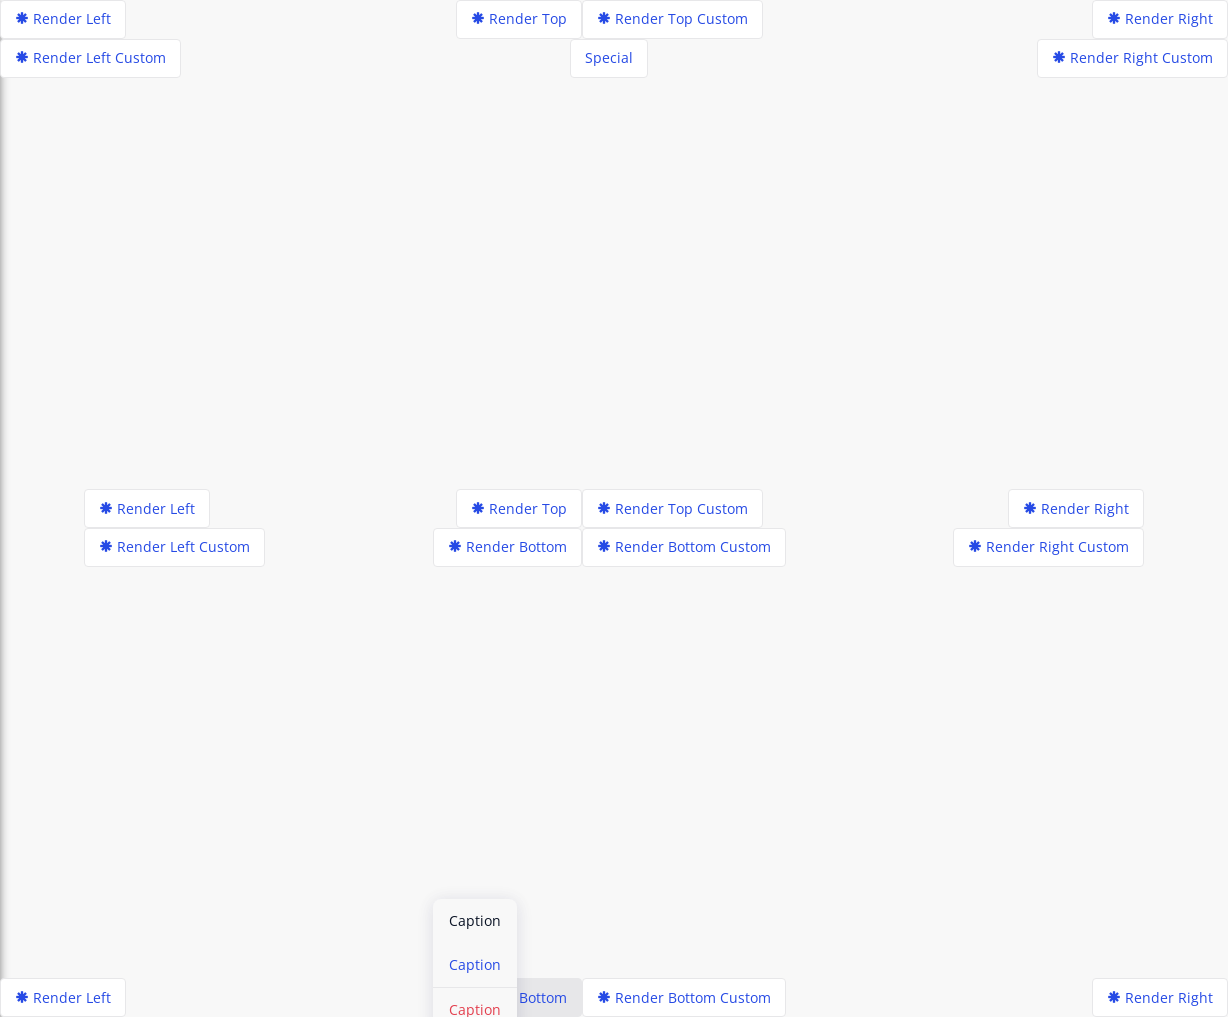 Render Left
Render Top
Render Top Custom
Render Right
Render Left Custom
Special
Render Right Custom
Render Left
Render Top
Render Top Custom
Render Right
Render Left Custom
Render Bottom
Render Bottom Custom
Render Right Custom
Caption
Caption
Caption
Render Left
Bottom
Render Bottom Custom
Render Right